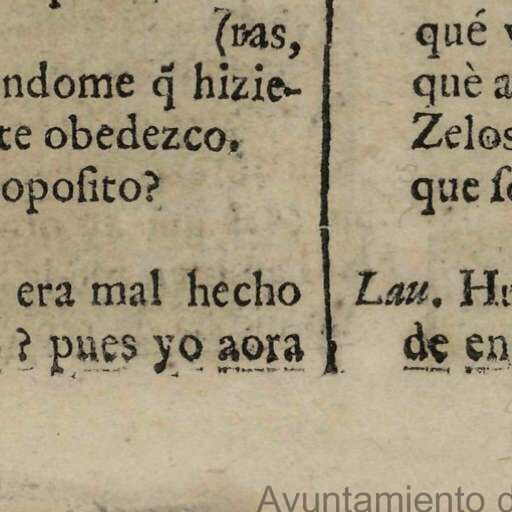 (ras,
ndome q̃ hizie-
te obedezco.
oposito?
era mal hecho
? pues yo aora
qué
què a
Zelos
que
Lau.
de en
Ayuntamiento d